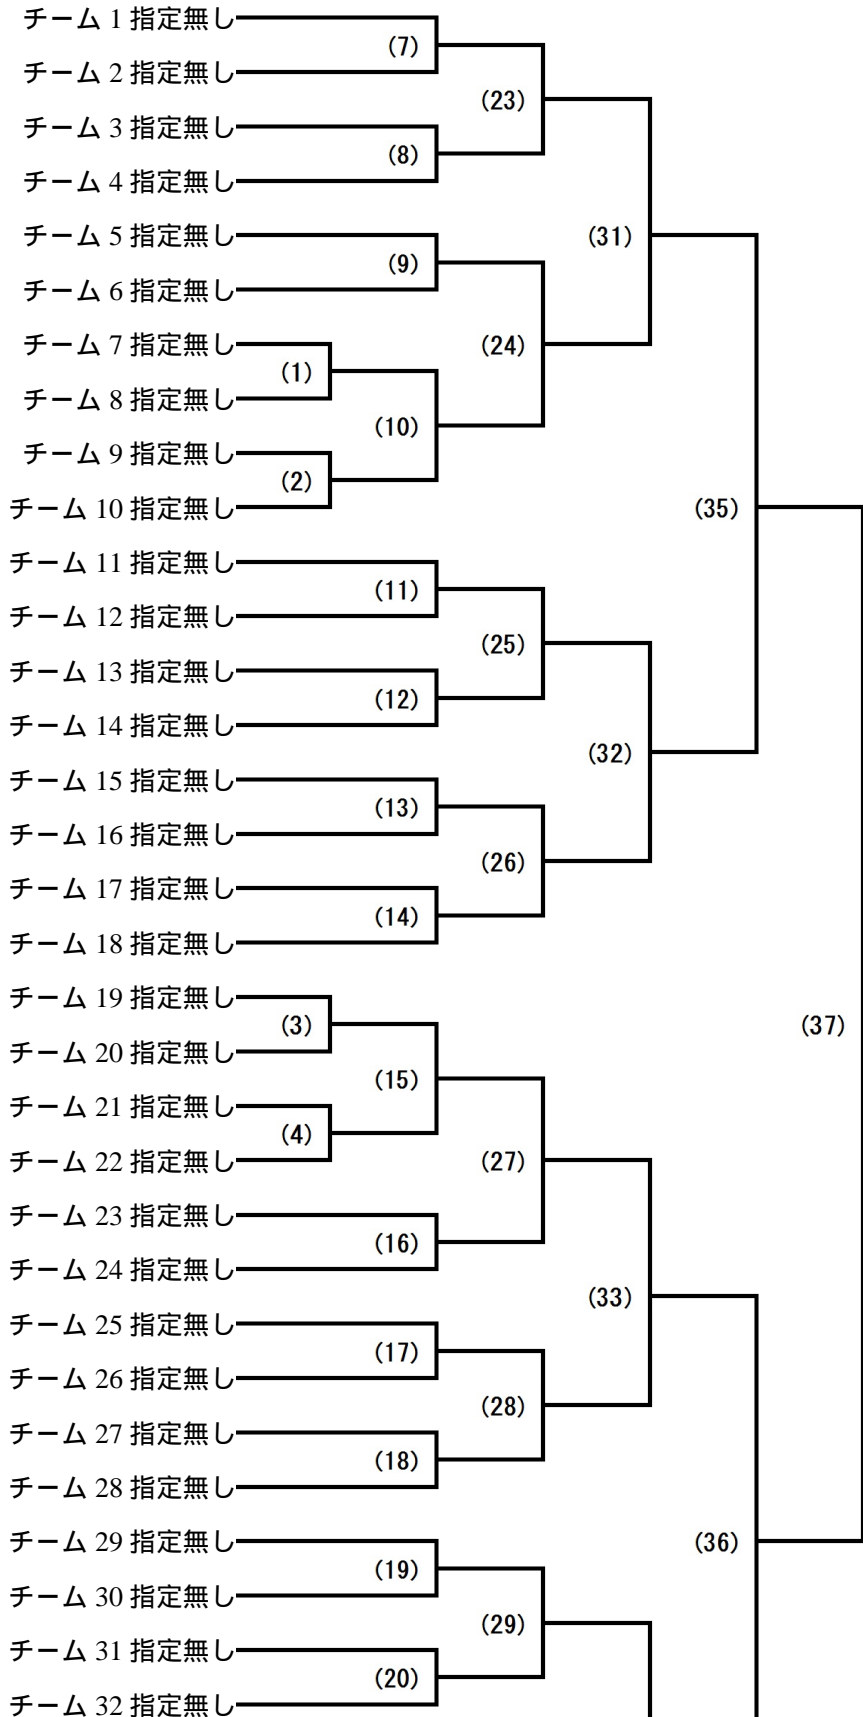 チーム 1 指定無し
(7)
チーム 2 指定無し
(23)
チーム 3 指定無し
(8)
チーム 4 指定無し
チーム 5 指定無し
(31)
(9)
チーム 6 指定無し
チーム 7 指定無し
(24)
(1)
チーム 8 指定無し
(10)
チーム 9 指定無し
(2)
チーム 10 指定無し
(35)
チーム 11 指定無し
(11)
チーム 12 指定無し
(25)
チーム 13 指定無し
(12)
チーム 14 指定無し
(32)
チーム 15 指定無し
(13)
チーム 16 指定無し
(26)
チーム 17 指定無し
(14)
チーム 18 指定無し
チーム 19 指定無し
(3)
(37)
チーム 20 指定無し
(15)
チーム 21 指定無し
(4)
チーム 22 指定無し
(27)
チーム 23 指定無し
(16)
チーム 24 指定無し
(33)
チーム 25 指定無し
(17)
チーム 26 指定無し
(28)
チーム 27 指定無し
(18)
チーム 28 指定無し
チーム 29 指定無し
(36)
(19)
チーム 30 指定無し
(29)
チーム 31 指定無し
(20)
チーム 32 指定無し